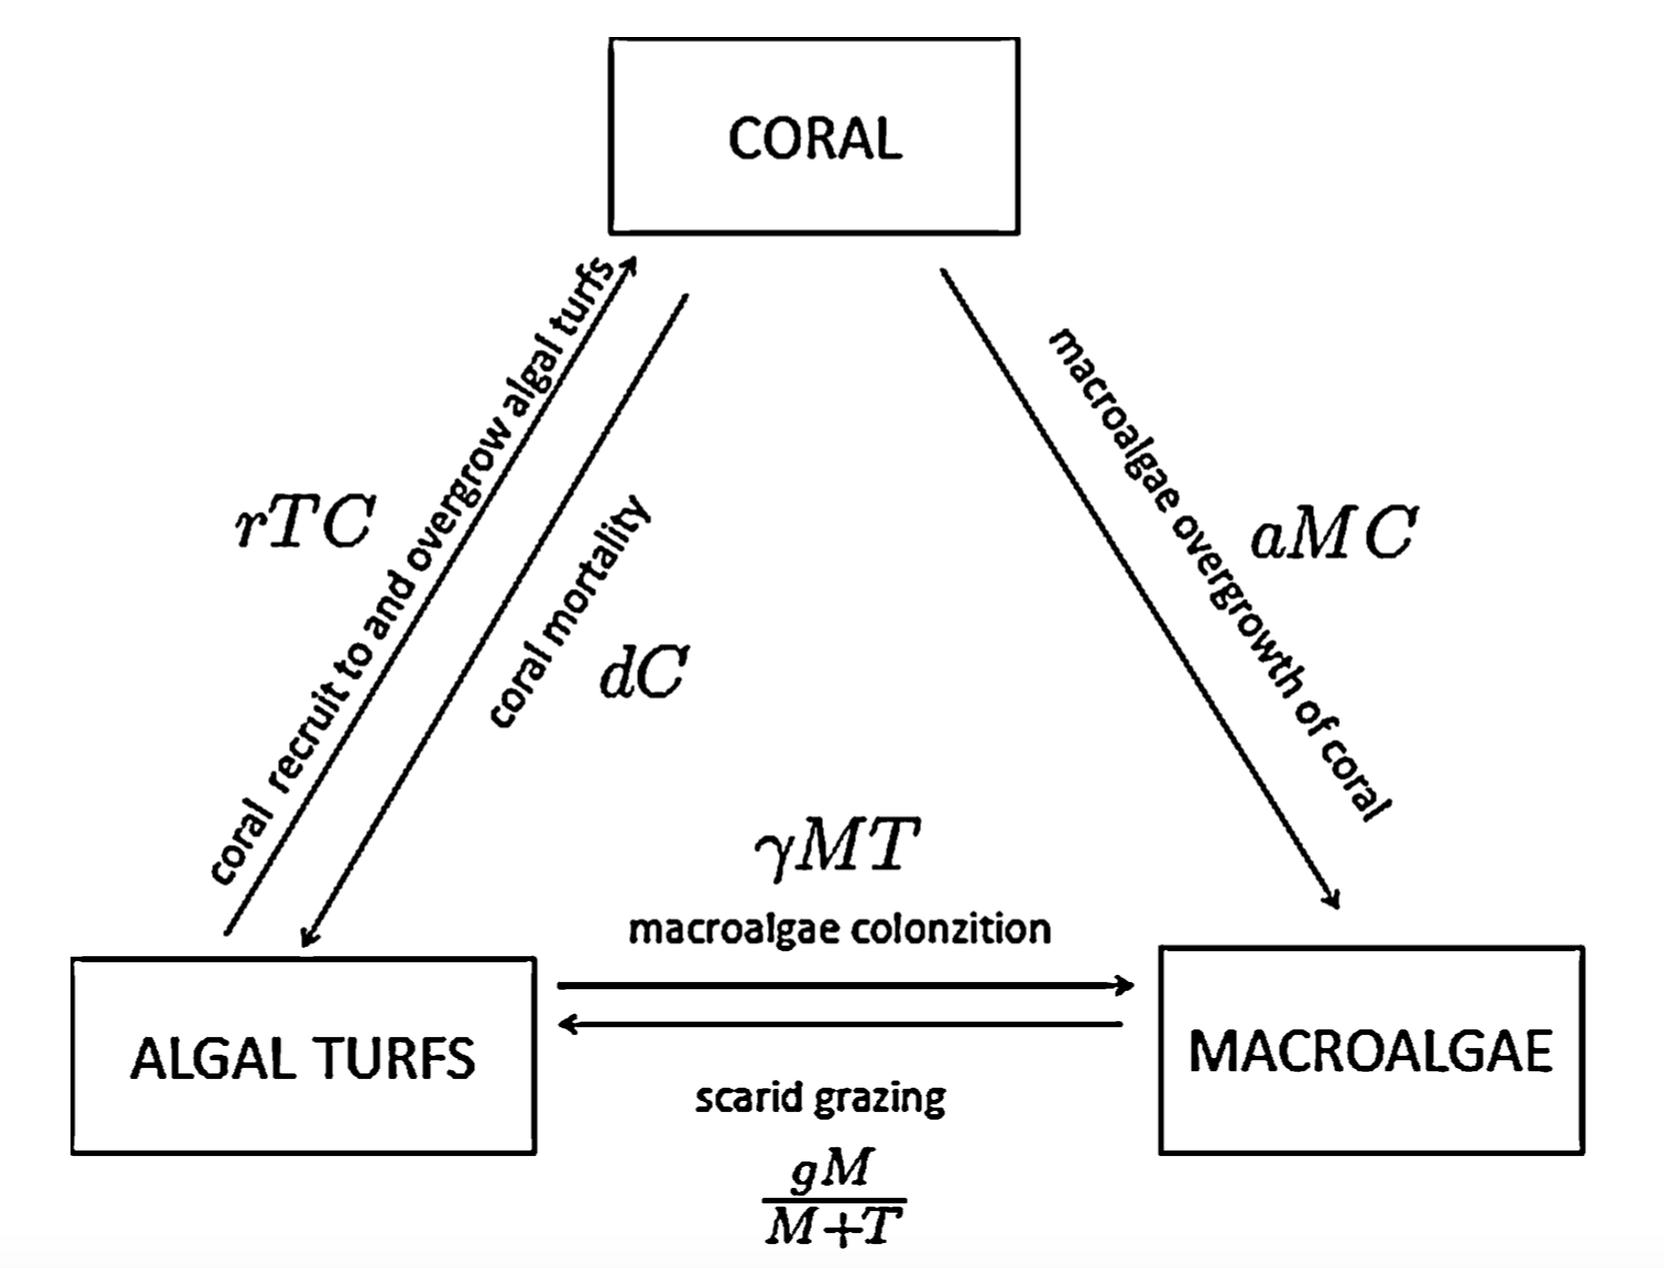 CORAL
coral recruit to and overgrow algal turfs
rTC
coral mortality
dC
macroalgae overgrowth of coral
aMC
γMT
macroalgae colonzition
ALGAL TURFS
MACROALGAE
scarid grazing
gM
M+T